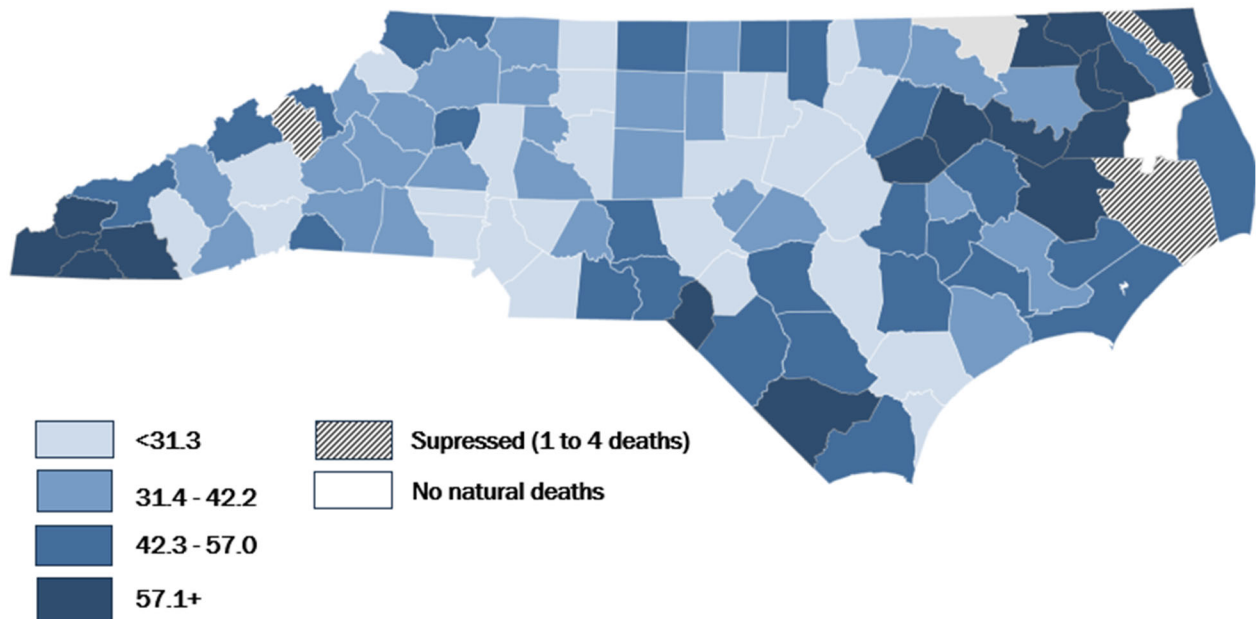 <31.3
31.4 - 42.2
42.3 - 57.0
57.1+
Supressed (1 to 4 deaths)
No natural deaths